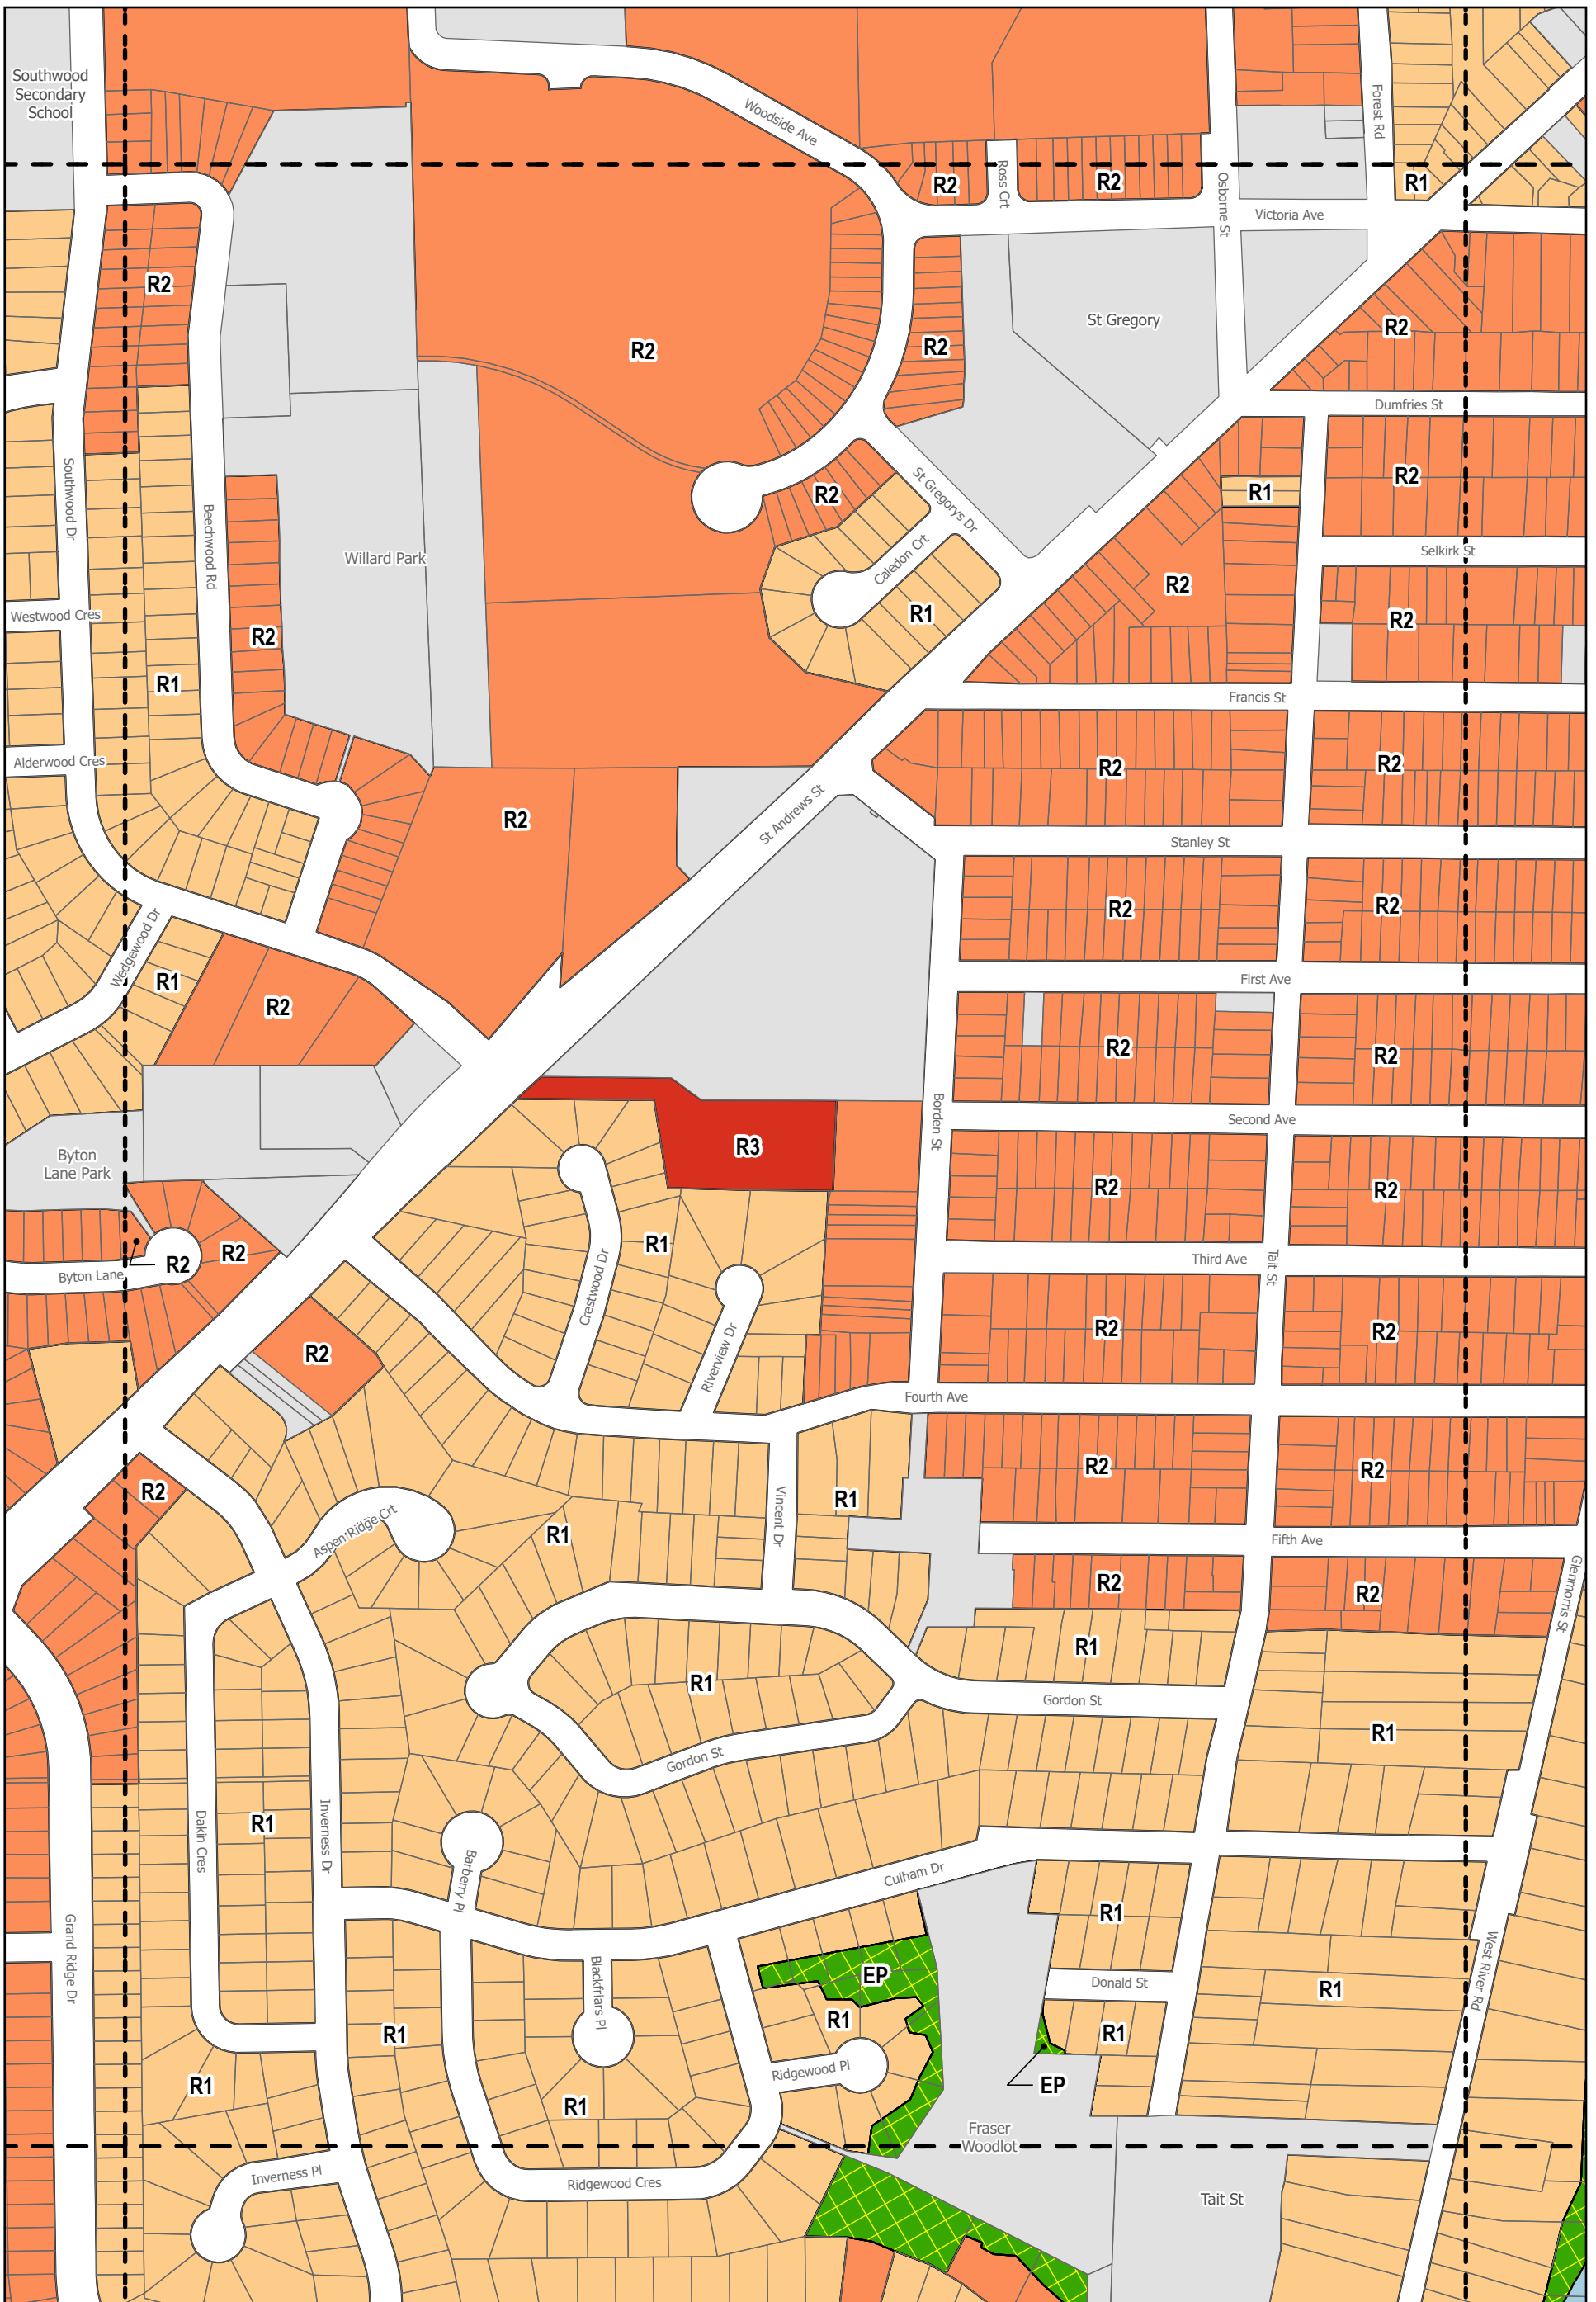 Southwood
Secondary
School
Woodside Ave
Forest Rd
R2
Ross Crt
R2
Osborne St
R1
Victoria Ave
R2
R2
R2
St Gregory
R2
Dumfries St
Southwood Dr
Beechwood Rd
R2
St Gregorys Dr
R1
R2
Willard Park
Caledon Crt
Selkirk St
Westwood Cres
R2
R1
R2
R2
R1
Francis St
Alderwood Cres
R2
St Andrews St
R2
R2
Stanley St
Wedgewood Dr
R2
R2
R1
R2
First Ave
R2
R2
Byton
Lane Park
R3
Borden St
Second Ave
R2
R2
R2
R2
Byton Lane
R1
Crestwood Dr
Third Ave
Tait St
R2
Riverview Dr
R2
R2
Fourth Ave
R2
R2
R2
Aspen Ridge Crt
R1
Vincent Dr
R1
Fifth Ave
R2
R2
Glenmorris St
R1
R1
Gordon St
R1
Gordon St
Dakin Cres
R1
Inverness Dr
Barberry Pl
Culham Dr
R1
Grand Ridge Dr
Blackfriars Pl
EP
Donald St
R1
West River Rd
R1
R1
R1
R1
R1
Ridgewood Pl
EP
Fraser
Woodlot
Inverness Pl
Ridgewood Cres
Tait St